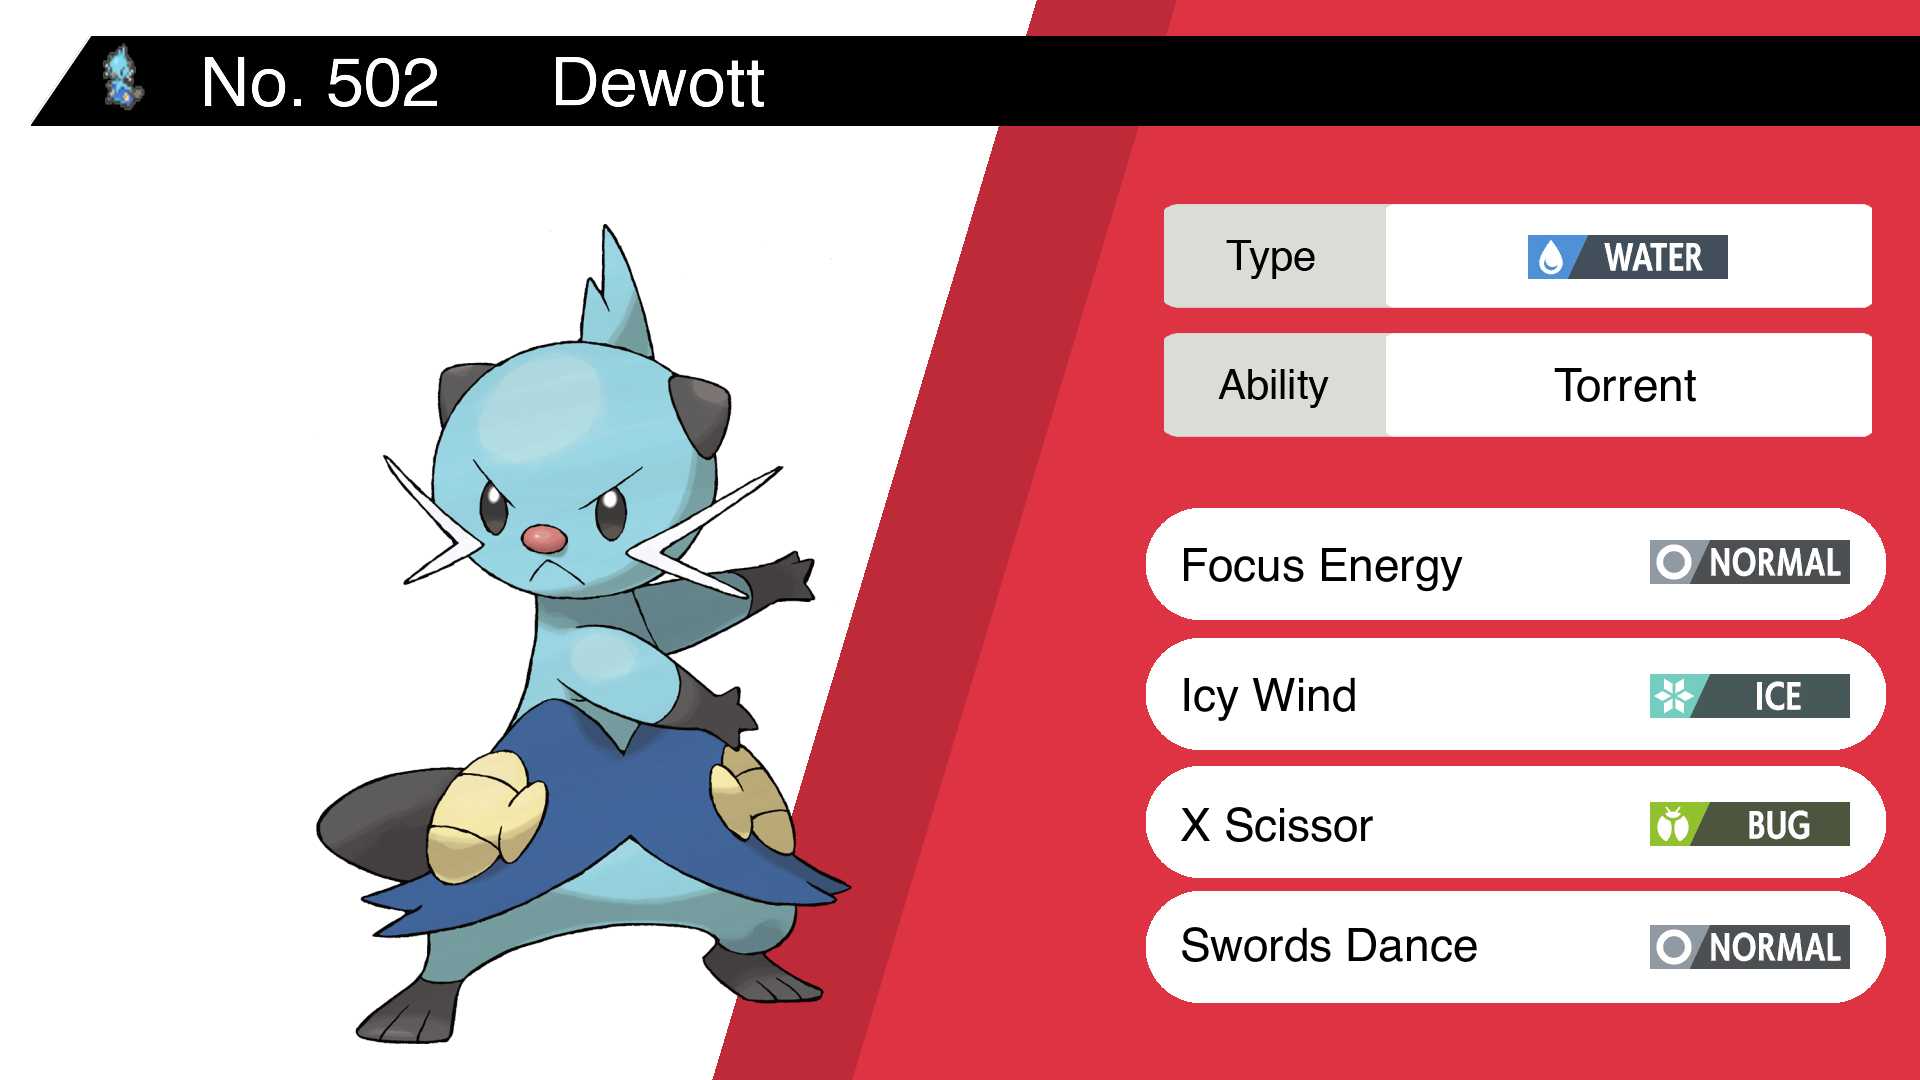 No. 502 Dewott
Type WATER
Ability Torrent
Focus Energy NORMAL
Icy Wind ICE
X Scissor BUG
Swords Dance NORMAL